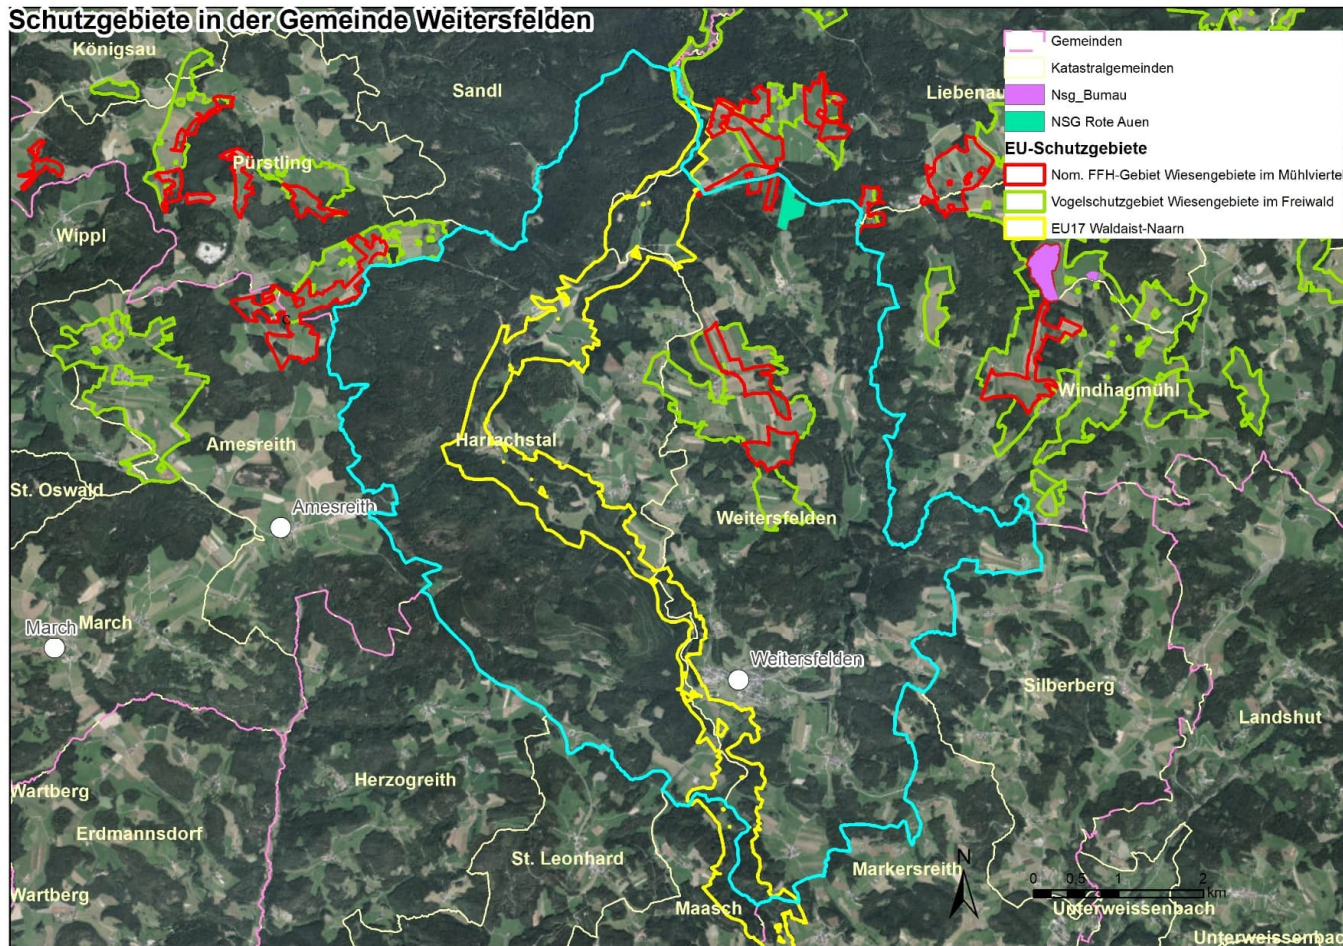 Schutzgebiete in der Gemeinde Weitersfelden
Gemeinden
Katastralgemeinden
Nsg_Bumau
NSG Rote Auen
EU-Schutzgebiete
Nom. FFH-Gebiet Wiesengebiete im Mühlviertel
Vogelschutzgebiet Wiesengebiete im Freiwald
EU17 Waldaist-Naarn
Königsau
Sandl
Liebenau
Pürstling
Wippl
Windhagmühl
Amesreith
Harrachstal
St. Oswald
Amesreith
Weitersfelden
March
March
Weitersfelden
Silberberg
Landshut
Herzogreith
Wartberg
Erdmannsdorf
St. Leonhard
Markersreith
N
0 0,5 1 2
km
Wartberg
Maasch
Unterweissenbach
Unterweissenbac